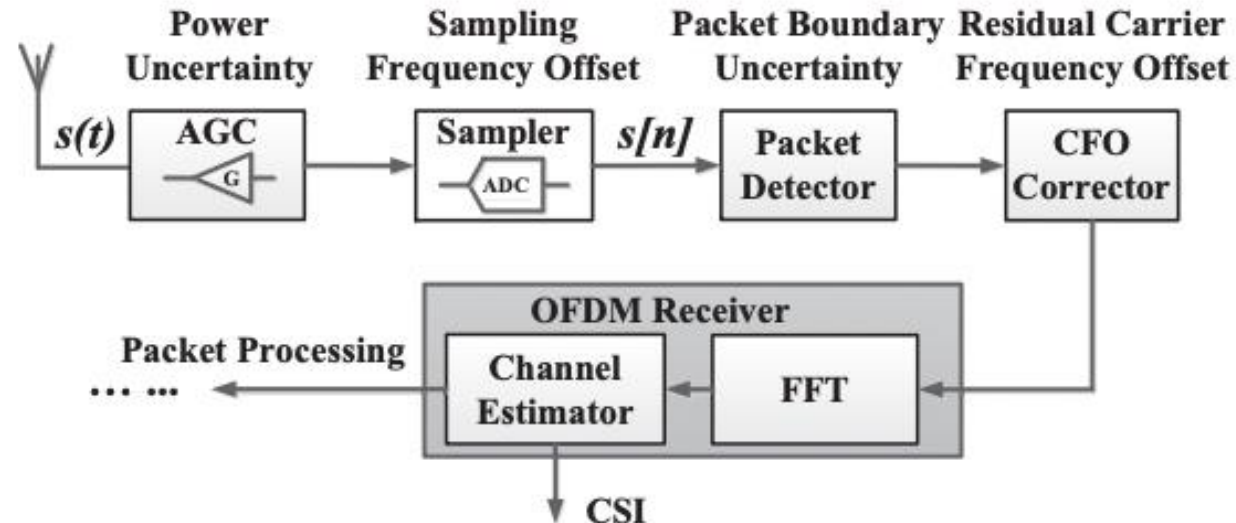 Power
Uncertainty
Sampling
Frequency Offset
Packet Boundary
Uncertainty
Residual Carrier
Frequency Offset
s(t)
AGC
G
Sampler
ADC
s[n]
Packet
Detector
CFO
Corrector
OFDM Receiver
Packet Processing
... ...
Channel
Estimator
FFT
CSI